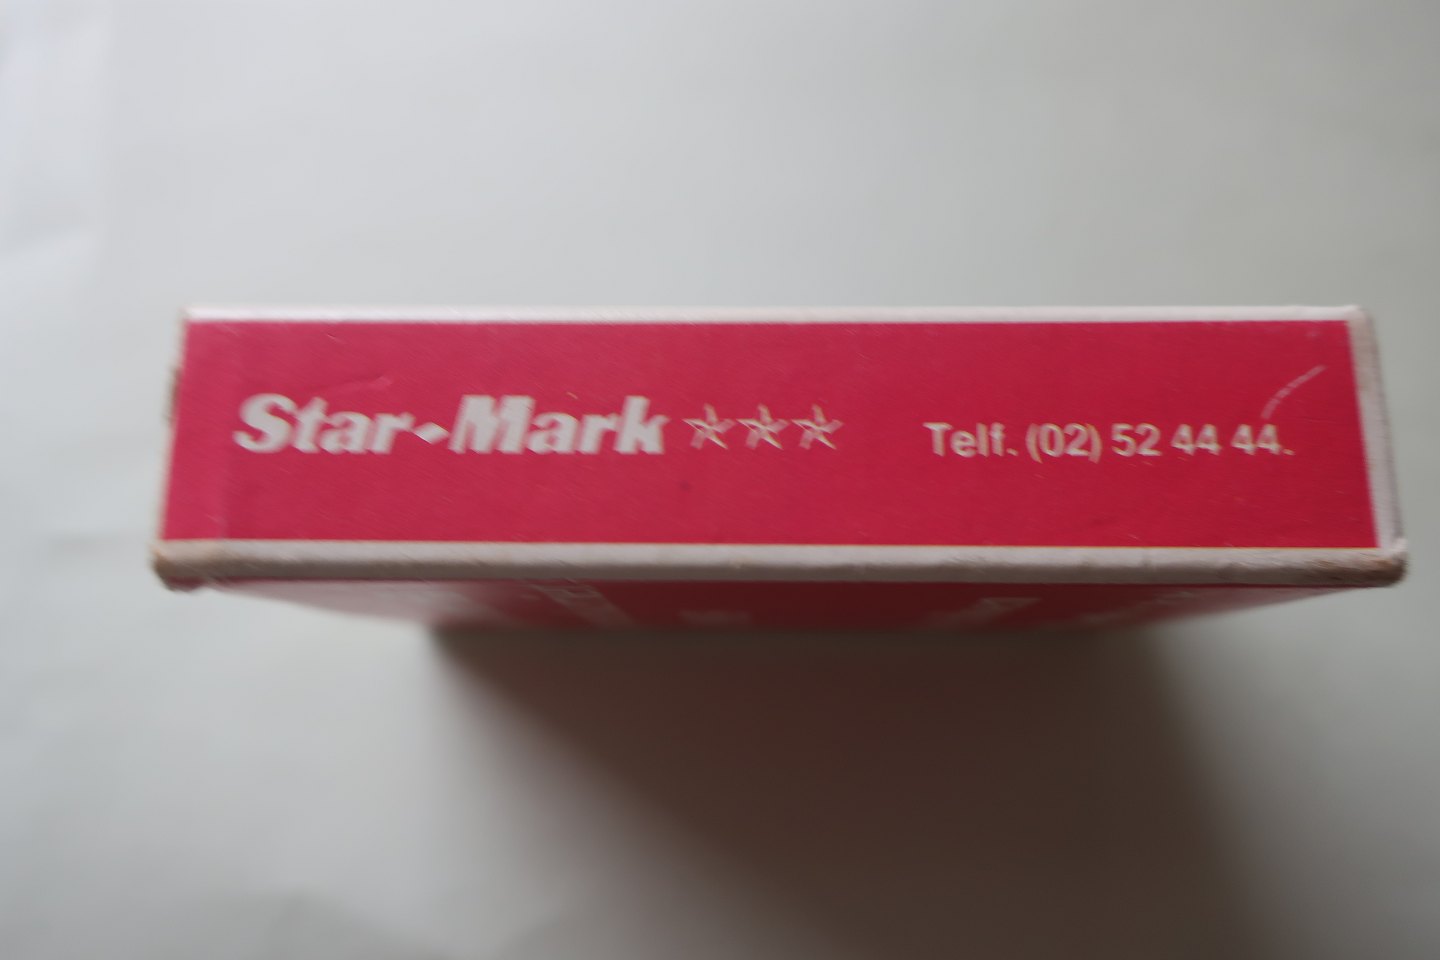 Star-Mark ☆☆☆ Telf. (02) 52 44 44.